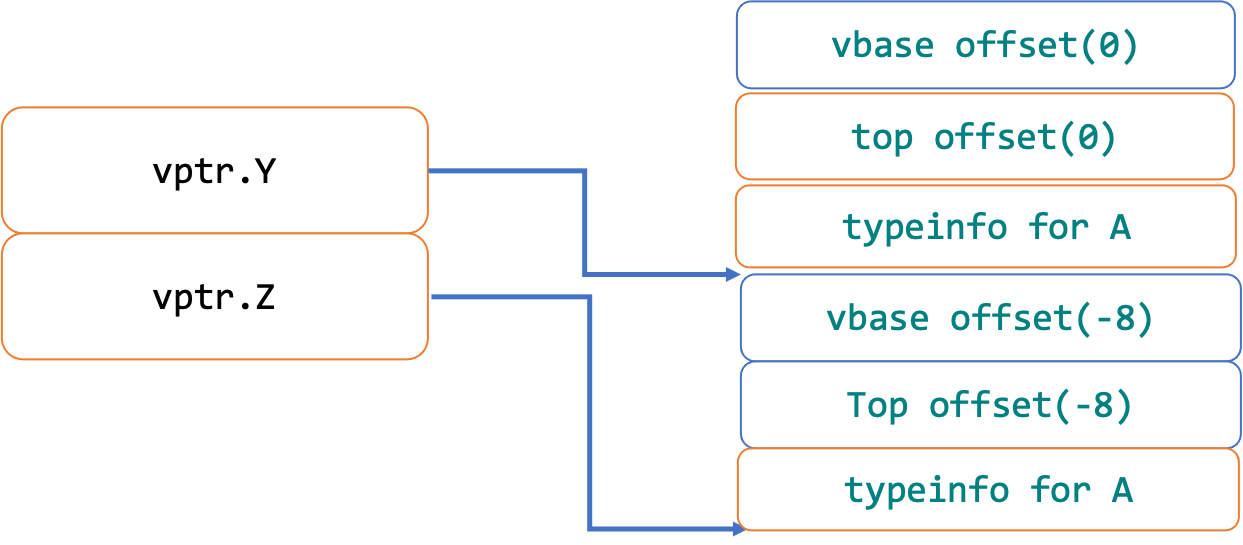 vptr.Y
vptr.Z
vbase offset(0)
top offset(0)
typeinfo for A
vbase offset(-8)
Top offset(-8)
typeinfo for A